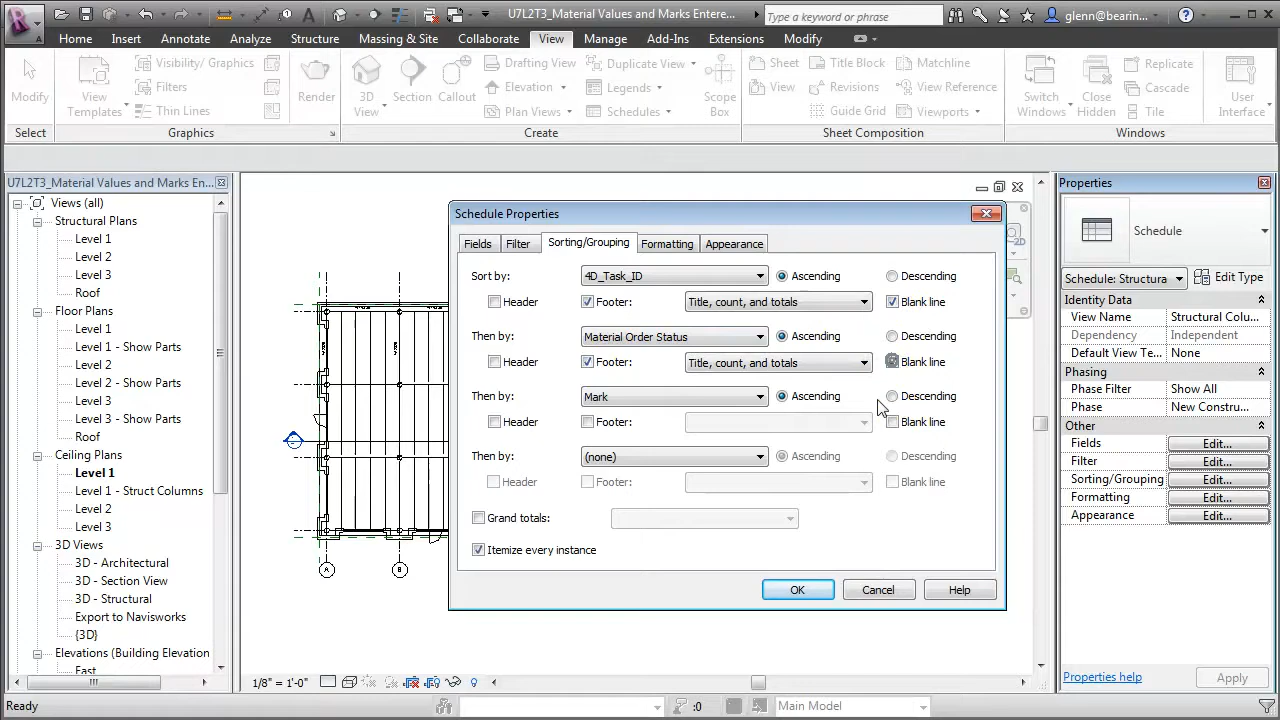 U7L2T3_Material Values and Marks Entere...
Type a keyword or phrase
glenn@bearin...
Home Insert Annotate Analyze Structure Massing & Site Collaborate View Manage Add-Ins Extensions Modify
Modify
View Templates
Visibility/ Graphics
Filters
Thin Lines
Render
3D View
Section
Callout
Drafting View
Elevation
Plan Views
Duplicate View
Legends
Schedules
Scope Box
Sheet
View
Title Block
Revisions
Guide Grid
Matchline
View Reference
Viewports
Switch Windows
Close Hidden
Replicate
Cascade
Tile
User Interface
Select Graphics Create Sheet Composition Windows
U7L2T3_Material Values and Marks En...
Views (all)
Structural Plans
Level 1
Level 2
Level 3
Roof
Floor Plans
Level 1
Level 1 - Show Parts
Level 2
Level 2 - Show Parts
Level 3
Level 3 - Show Parts
Roof
Ceiling Plans
Level 1
Level 1 - Struct Columns
Level 2
Level 3
3D Views
3D - Architectural
3D - Section View
3D - Structural
Export to Navisworks
{3D}
Elevations (Building Elevation
East
A B
1/8" = 1'-0"
Schedule Properties
Fields Filter Sorting/Grouping Formatting Appearance
Sort by: 4D_Task_ID Ascending Descending
Header Footer: Title, count, and totals Blank line
Then by: Material Order Status Ascending Descending
Header Footer: Title, count, and totals Blank line
Then by: Mark Ascending Descending
Header Footer: Blank line
Then by: (none) Ascending Descending
Header Footer: Blank line
Grand totals:
Itemize every instance
OK Cancel Help
2D
Properties
Schedule
Schedule: Structura Edit Type
Identity Data
View Name Structural Colu...
Dependency Independent
Default View Te... None
Phasing
Phase Filter Show All
Phase New Constru...
Other
Fields Edit...
Filter Edit...
Sorting/Grouping Edit...
Formatting Edit...
Appearance Edit...
Properties help Apply
Ready :0 Main Model